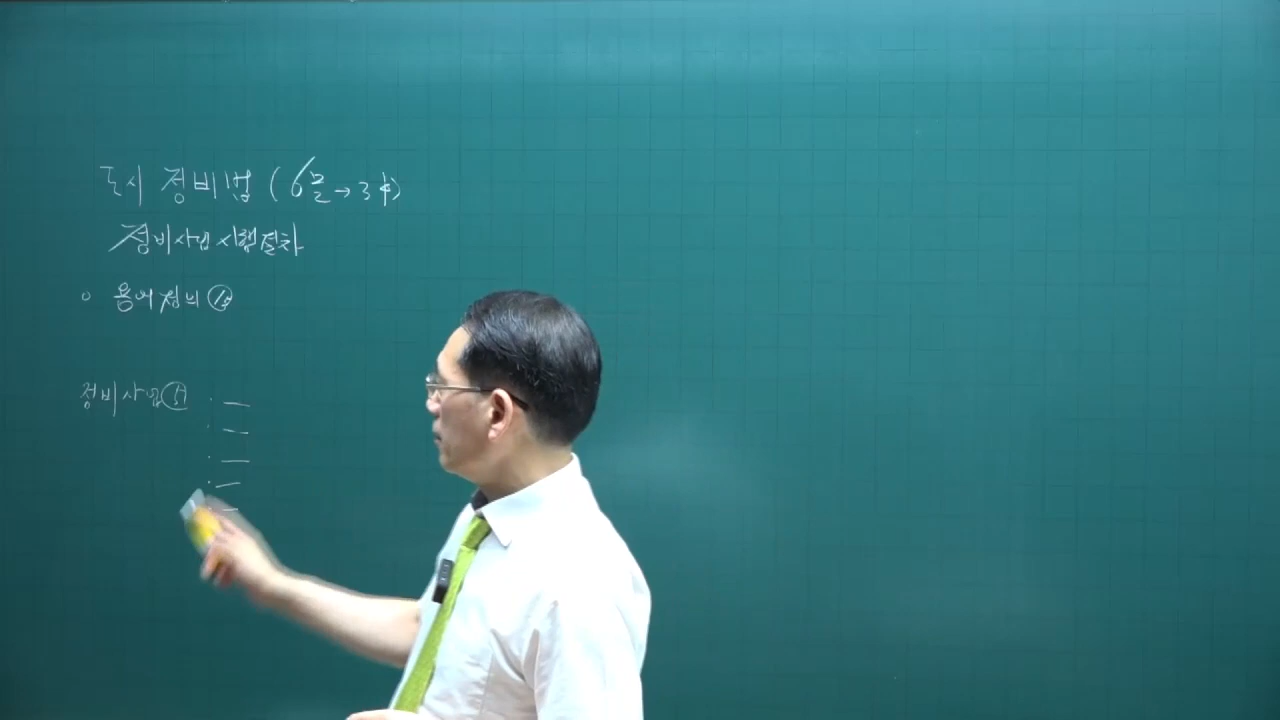 도시 정비법 (6문→3
정비사업 시행절차
○ 용어정의
정비사업